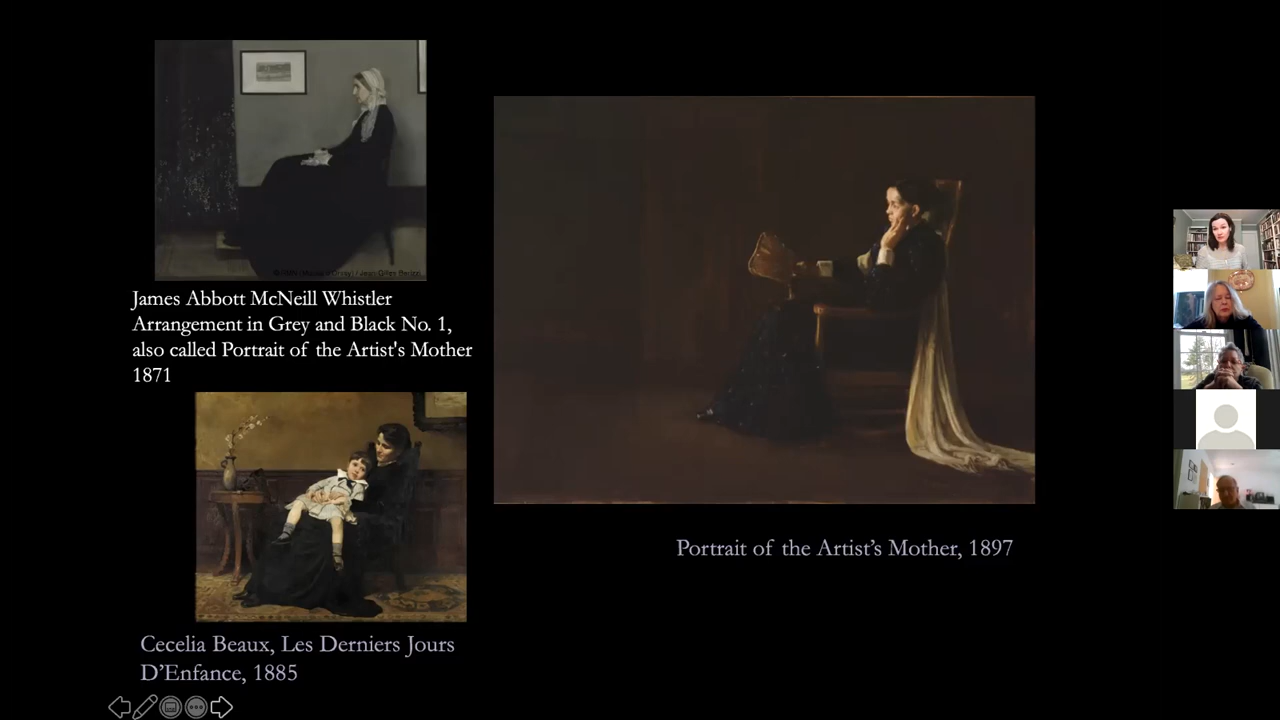 James Abbott McNeill Whistler
Arrangement in Grey and Black No. 1,
also called Portrait of the Artist's Mother
1871
Cecelia Beaux, Les Derniers Jours
D’Enfance, 1885
Portrait of the Artist’s Mother, 1897